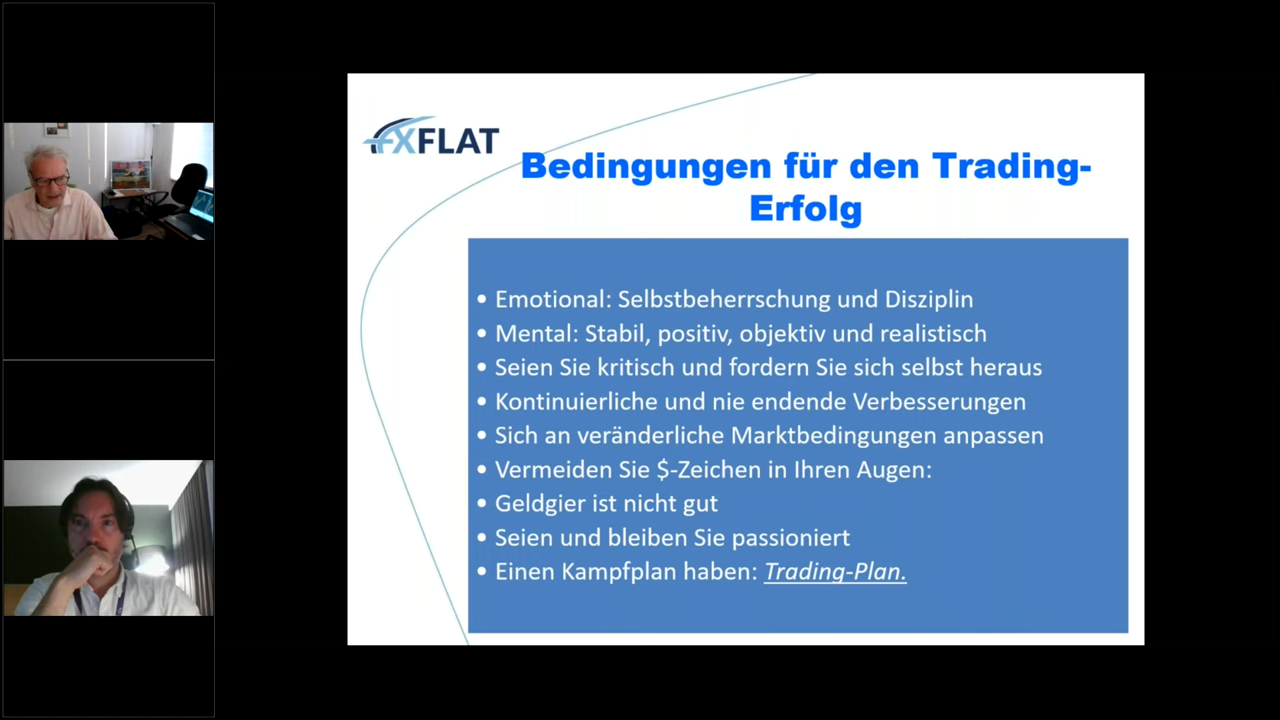 FXFLAT
Bedingungen für den Trading-
Erfolg
• Emotional: Selbstbeherrschung und Disziplin
• Mental: Stabil, positiv, objektiv und realistisch
• Seien Sie kritisch und fordern Sie sich selbst heraus
• Kontinuierliche und nie endende Verbesserungen
• Sich an veränderliche Marktbedingungen anpassen
• Vermeiden Sie $-Zeichen in Ihren Augen:
• Geldgier ist nicht gut
• Seien und bleiben Sie passioniert
• Einen Kampfplan haben: Trading-Plan.